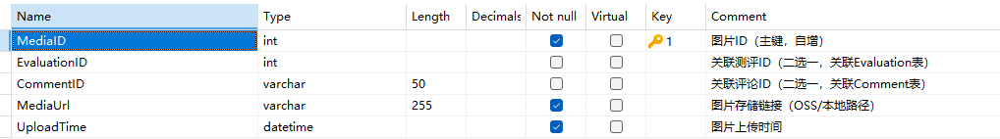 Name Type Length Decimals Not null Virtual Key Comment
MediaID int 1 图片ID（主键，自增）
EvaluationID int 关联测评ID（二选一，关联Evaluation表）
CommentID varchar 50 关联评论ID（二选一，关联Comment表）
MediaUrl varchar 255 图片存储链接（OSS/本地路径）
UploadTime datetime 图片上传时间